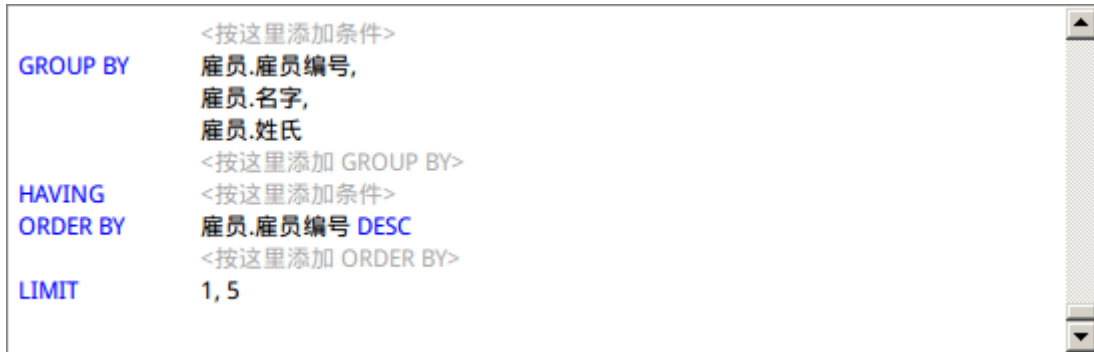 <按这里添加条件>
GROUP BY 雇员.雇员编号,
雇员.名字,
雇员.姓氏
<按这里添加 GROUP BY>
HAVING <按这里添加条件>
ORDER BY 雇员.雇员编号 DESC
<按这里添加 ORDER BY>
LIMIT 1, 5